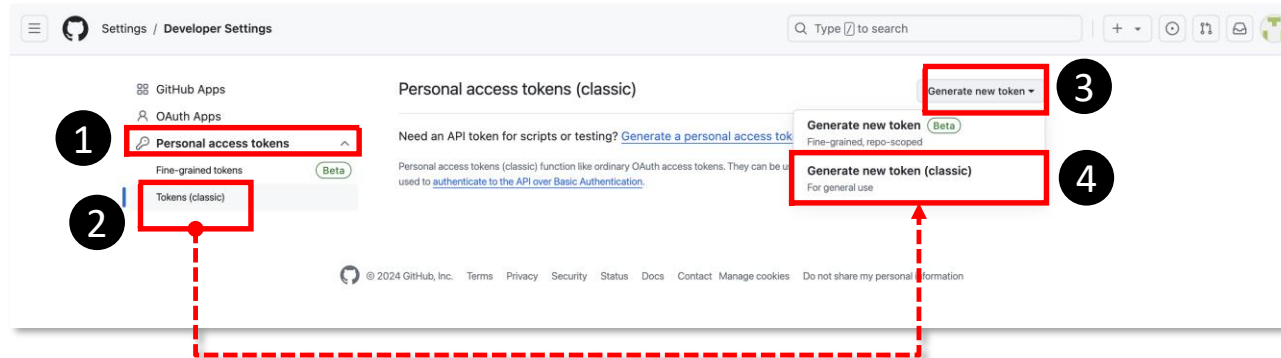 Settings / Developer Settings
Type / to search
GitHub Apps
OAuth Apps
1
Personal access tokens
Fine-grained tokens Beta
2
Tokens (classic)
Personal access tokens (classic)
Generate new token
3
Need an API token for scripts or testing? Generate a personal access tok
Personal access tokens (classic) function like ordinary OAuth access tokens. They can be u
used to authenticate to the API over Basic Authentication.
Generate new token Beta
Fine-grained, repo-scoped
Generate new token (classic)
For general use
4
© 2024 GitHub, Inc. Terms Privacy Security Status Docs Contact Manage cookies Do not share my personal information